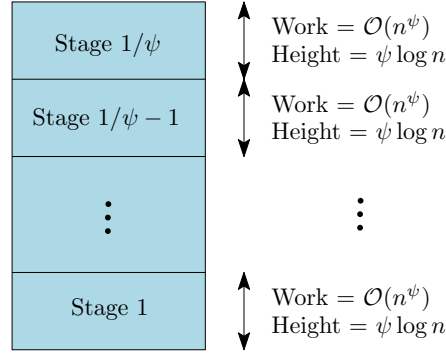 Stage 1/ψ
Work = 𝒪(n^ψ)
Height = ψ log n
Stage 1/ψ − 1
Work = 𝒪(n^ψ)
Height = ψ log n
Stage 1
Work = 𝒪(n^ψ)
Height = ψ log n